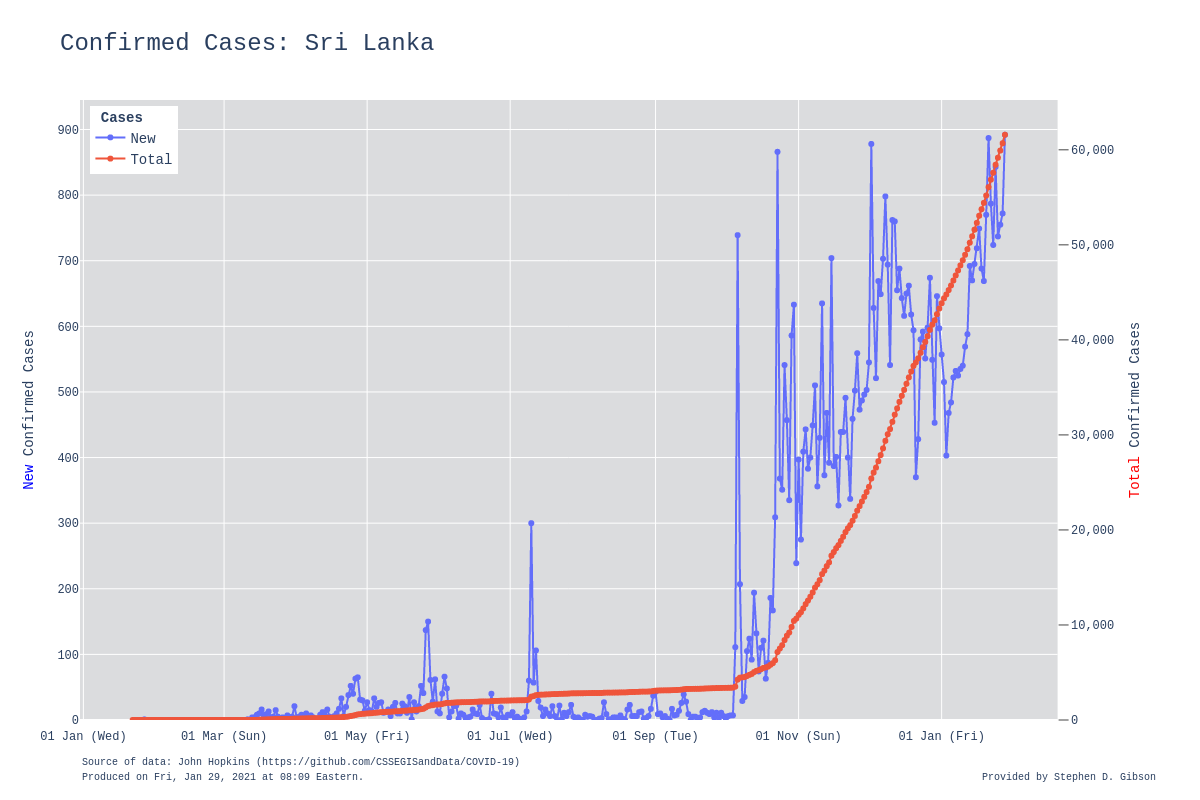 Confirmed Cases: Sri Lanka
Cases
New
Total
900
800
700
600
500
400
300
200
100
0
New Confirmed Cases
60,000
50,000
40,000
30,000
20,000
10,000
0
Total Confirmed Cases
01 Jan (Wed)
01 Mar (Sun)
01 May (Fri)
01 Jul (Wed)
01 Sep (Tue)
01 Nov (Sun)
01 Jan (Fri)
Source of data: John Hopkins (https://github.com/CSSEGISandData/COVID-19)
Produced on Fri, Jan 29, 2021 at 08:09 Eastern.
Provided by Stephen D. Gibson